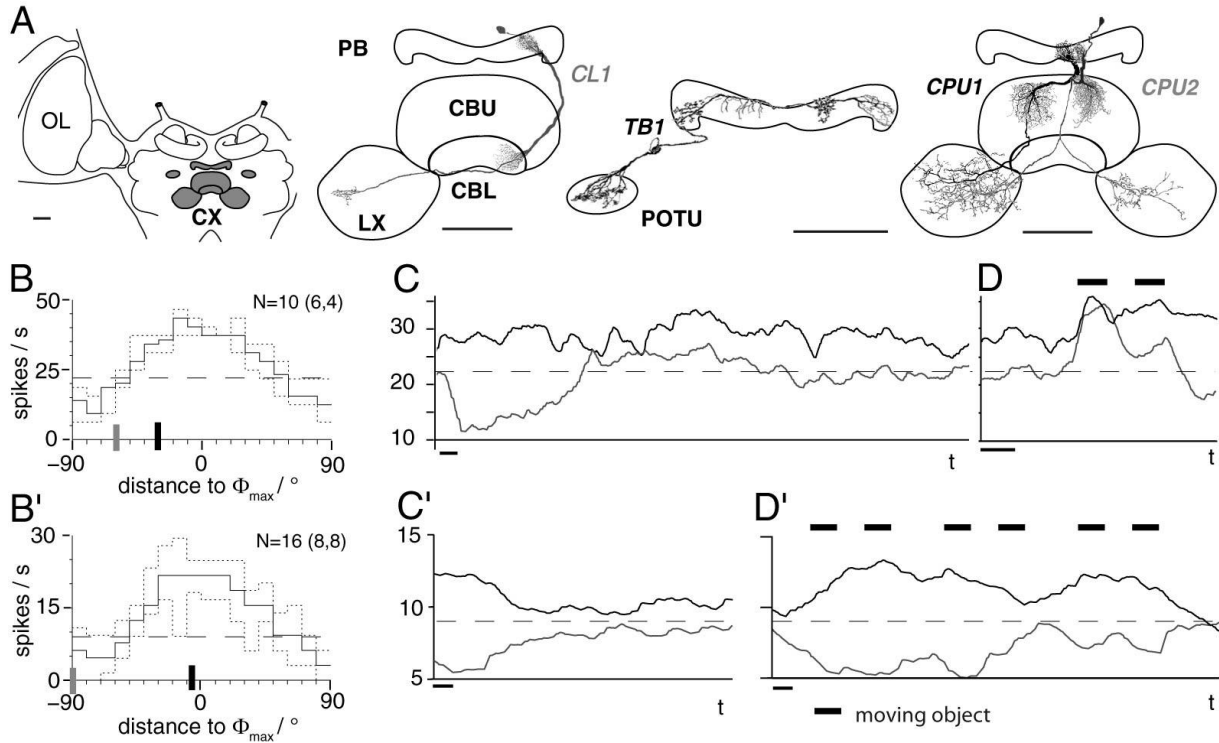 A
OL
CX
PB
CL1
CBU
CBL
LX
TB1
POTU
CPU1
CPU2
B
N=10 (6,4)
50
25
0
spikes / s
-90 0 90
distance to Φmax/ °
C
30
20
10
t
D
t
B'
N=16 (8,8)
30
15
0
spikes / s
-90 0 90
distance to Φmax/ °
C'
15
10
5
t
D'
t
moving object